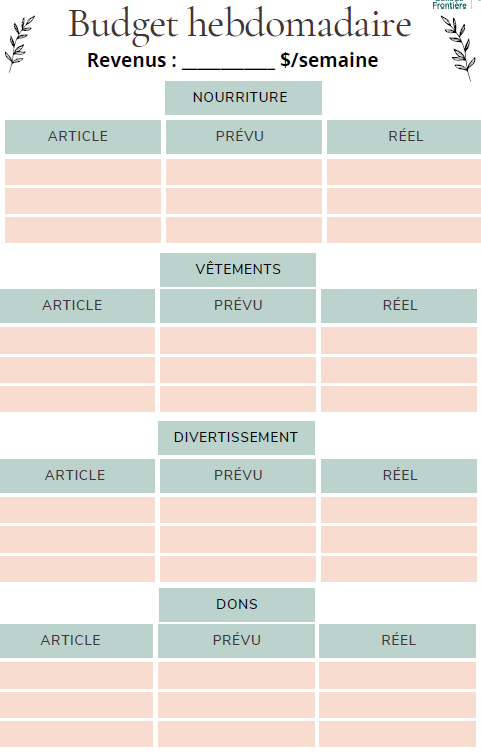 Frontière
Budget hebdomadaire
Revenus : __________ $/semaine
NOURRITURE
ARTICLE PRÉVU RÉEL
VÊTEMENTS
ARTICLE PRÉVU RÉEL
DIVERTISSEMENT
ARTICLE PRÉVU RÉEL
DONS
ARTICLE PRÉVU RÉEL